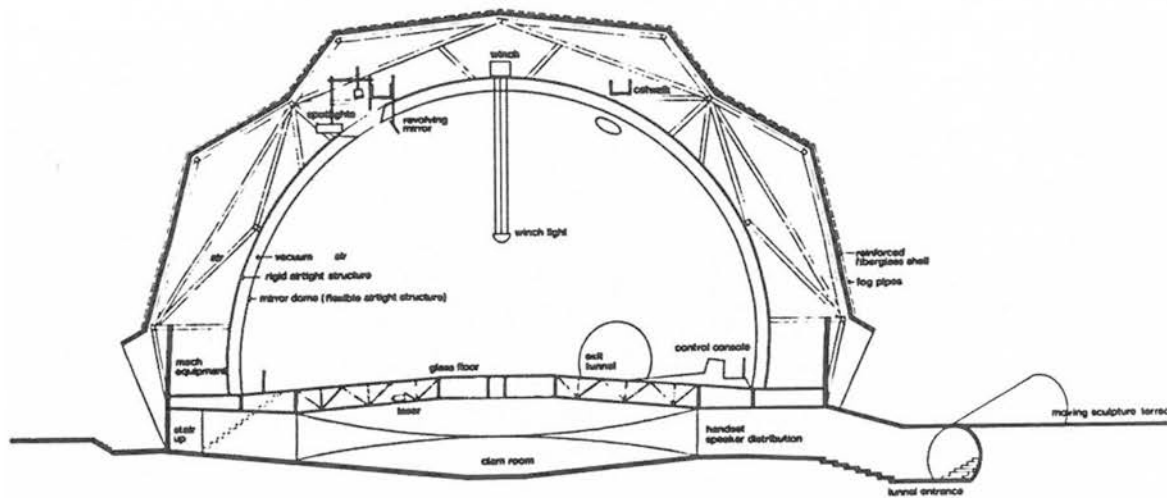 winch
catwalk
spotlights
revolving
mirror
winch light
air
vacuum
air
rigid airtight structure
mirror dome (flexible airtight structure)
reinforced
fiberglass shell
fog pipes
mech
equipment
glass floor
exit
tunnel
control console
laser
stair
up
handset
speaker distribution
clam room
moving sculpture terrac
tunnel entrance